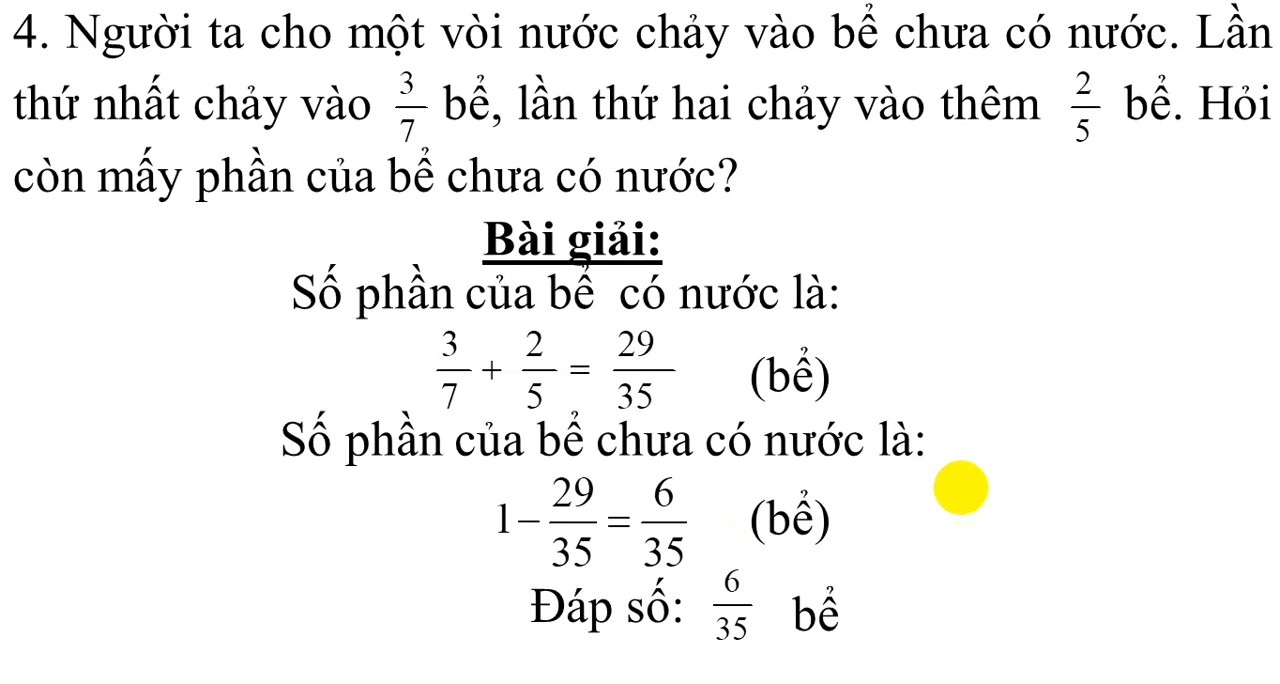 4. Người ta cho một vòi nước chảy vào bể chưa có nước. Lần
thứ nhất chảy vào 3/7 bể, lần thứ hai chảy vào thêm 2/5 bể. Hỏi
còn mấy phần của bể chưa có nước?
Bài giải:
Số phần của bể có nước là:
3/7 + 2/5 = 29/35 (bể)
Số phần của bể chưa có nước là:
1 − 29/35 = 6/35 (bể)
Đáp số: 6/35 bể